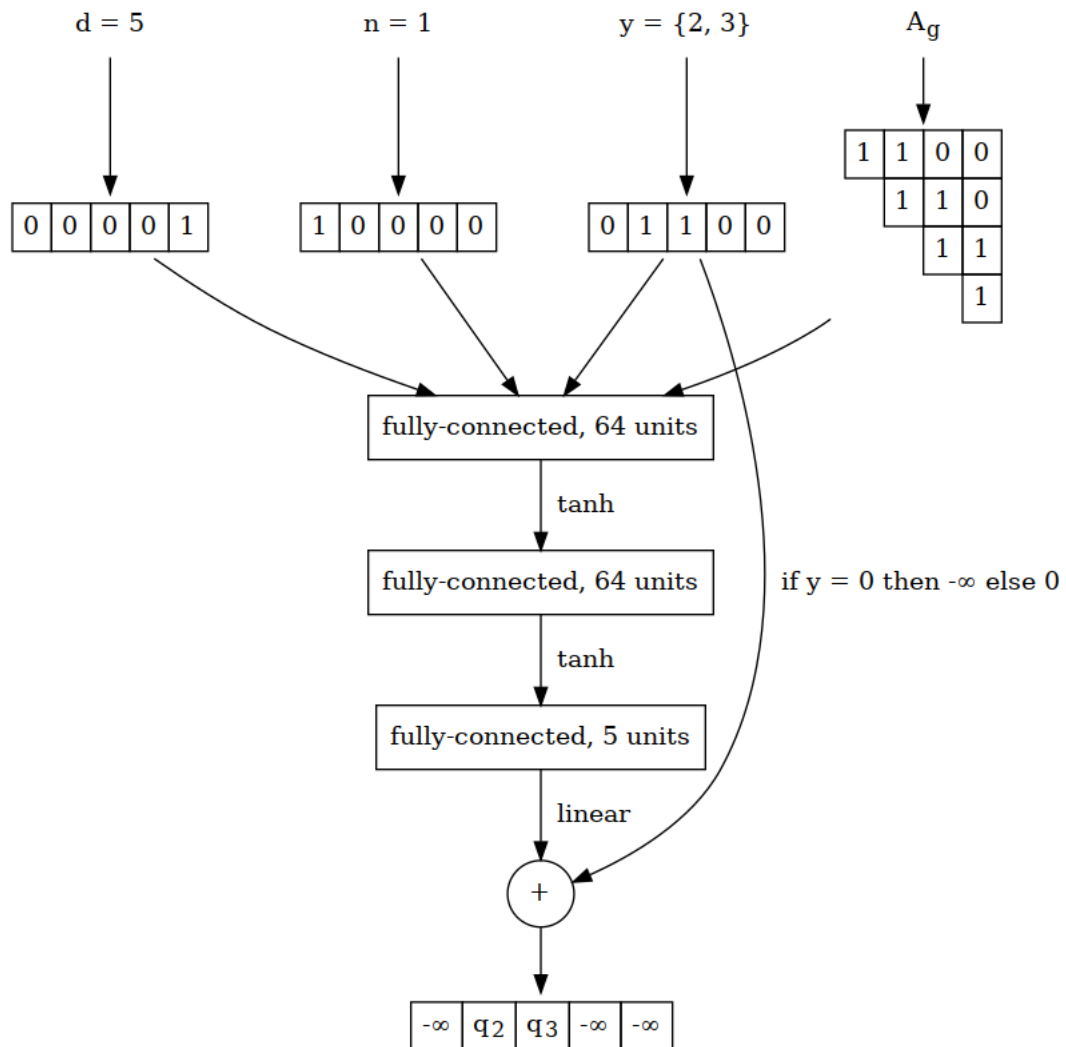 d = 5 n = 1 y = {2, 3} A_g
1 1 0 0
1 1 0
0 0 0 0 1 1 0 0 0 0 0 1 1 0 0
1 1
1
fully-connected, 64 units
tanh
fully-connected, 64 units
if y = 0 then -∞ else 0
tanh
fully-connected, 5 units
linear
+
-∞ q_2 q_3 -∞ -∞